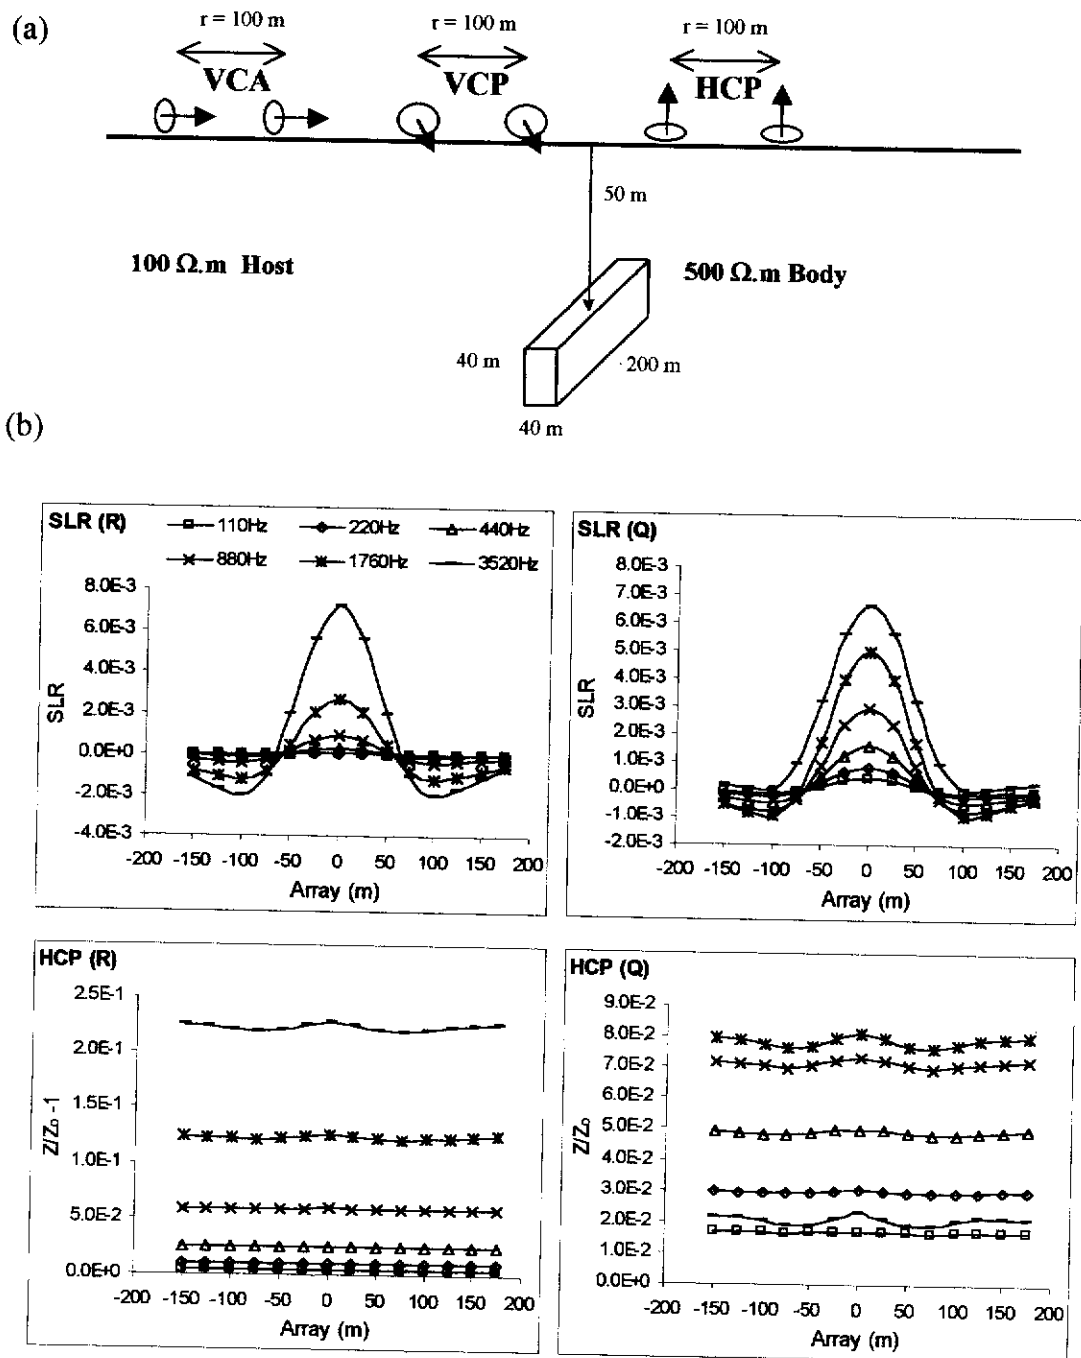 (a)
r = 100 m
VCA
r = 100 m
VCP
r = 100 m
HCP
50 m
100 Ω.m Host
500 Ω.m Body
40 m
200 m
40 m
(b)
SLR (R)
110Hz 220Hz 440Hz
880Hz 1760Hz 3520Hz
8.0E-3
6.0E-3
4.0E-3
2.0E-3
0.0E+0
-2.0E-3
-4.0E-3
SLR
-200 -150 -100 -50 0 50 100 150 200
Array (m)
SLR (Q)
8.0E-3
7.0E-3
6.0E-3
5.0E-3
4.0E-3
3.0E-3
2.0E-3
1.0E-3
0.0E+0
-1.0E-3
-2.0E-3
SLR
-200 -150 -100 -50 0 50 100 150 200
Array (m)
HCP (R)
2.5E-1
2.0E-1
1.5E-1
1.0E-1
5.0E-2
0.0E+0
Z/Zo -1
-200 -150 -100 -50 0 50 100 150 200
Array (m)
HCP (Q)
9.0E-2
8.0E-2
7.0E-2
6.0E-2
5.0E-2
4.0E-2
3.0E-2
2.0E-2
1.0E-2
0.0E+0
Z/Zo
-200 -150 -100 -50 0 50 100 150 200
Array (m)